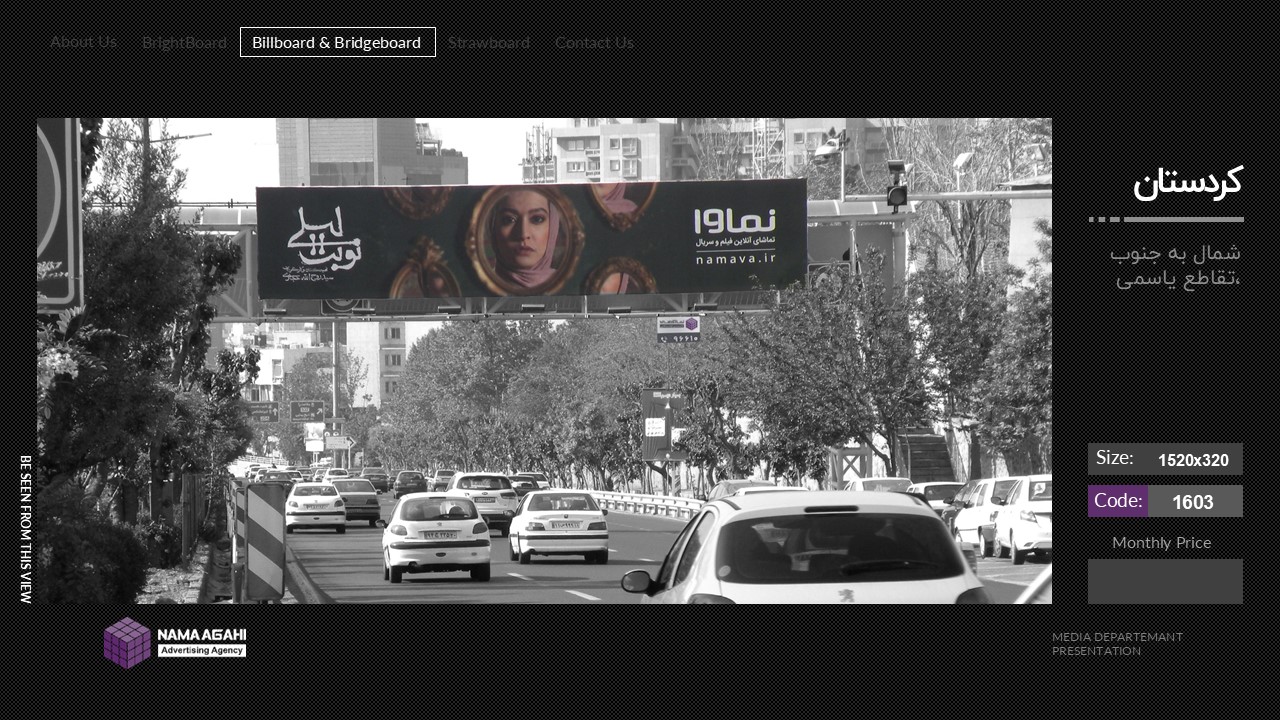 About Us
BrightBoard
Billboard & Bridgeboard
Strawboard
Contact Us
کردستان
شمال به جنوب
،تقاطع یاسمی
نوبت لیلی
نماوا
تماشای آنلاین فیلم و سریال
namava.ir
۹۶۶۱۰
Size:
1520x320
Code:
1603
Monthly Price
BE SEEN FROM THIS VIEW
NAMA AGAHI
Advertising Agency
MEDIA DEPARTEMANT
PRESENTATION